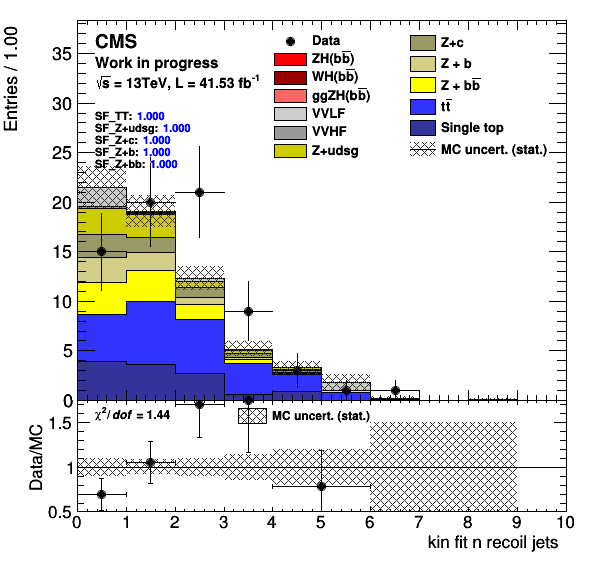 CMS
Work in progress
√s = 13TeV, L = 41.53 fb⁻¹
SF_TT: 1.000
SF_Z+udsg: 1.000
SF_Z+c: 1.000
SF_Z+b: 1.000
SF_Z+bb: 1.000
Data
ZH(bb̅)
WH(bb̅)
ggZH(bb̅)
VVLF
VVHF
Z+udsg
Z+c
Z + b
Z + bb̅
tt̅
Single top
MC uncert. (stat.)
Entries / 1.00
35
30
25
20
15
10
5
0
χ²/dof = 1.44
MC uncert. (stat.)
Data/MC
1.5
1
0.5
0 1 2 3 4 5 6 7 8 9 10
kin fit n recoil jets